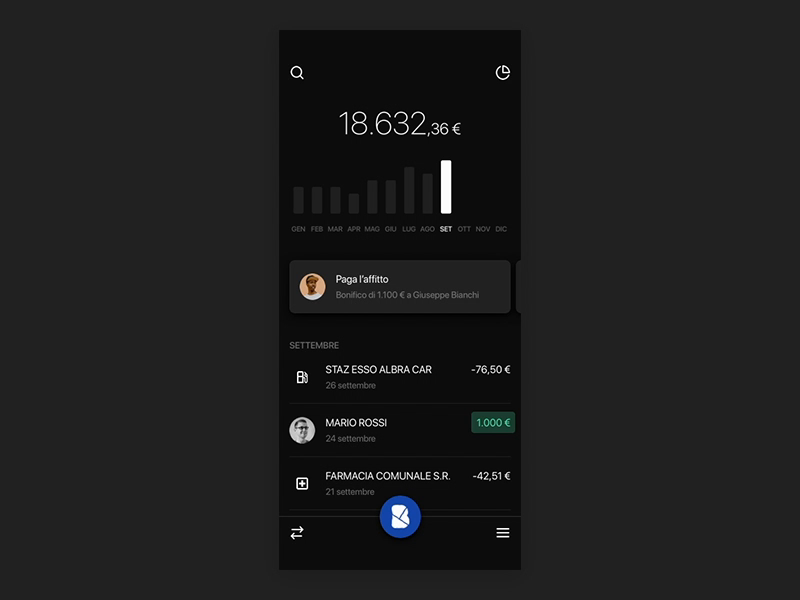 18.632,36 €
GEN FEB MAR APR MAG GIU LUG AGO SET OTT NOV DIC
Paga l'affitto
Bonifico di 1.100 € a Giuseppe Bianchi
SETTEMBRE
STAZ ESSO ALBRA CAR -76,50 €
26 settembre
MARIO ROSSI 1.000 €
24 settembre
FARMACIA COMUNALE S.R. -42,51 €
21 settembre